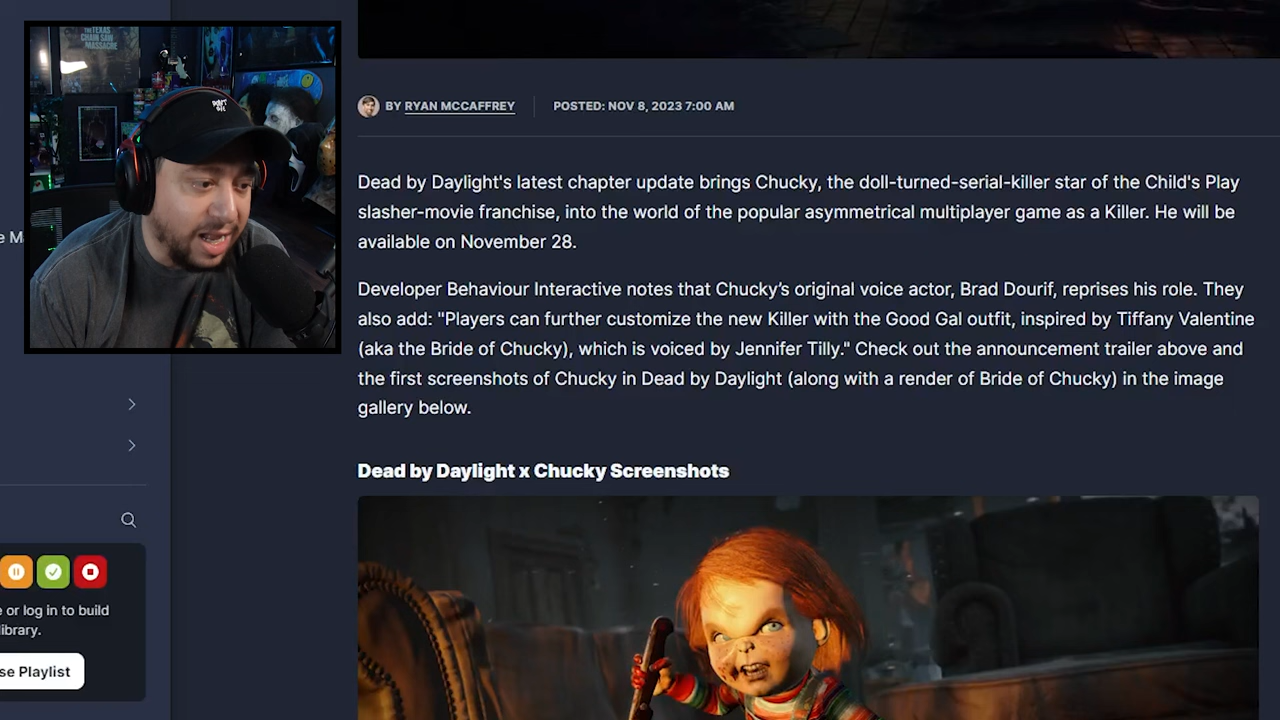 THE TEXAS
CHAIN SAW
MASSACRE
BY RYAN MCCAFFREY
POSTED: NOV 8, 2023 7:00 AM
Dead by Daylight's latest chapter update brings Chucky, the doll-turned-serial-killer star of the Child's Play
slasher-movie franchise, into the world of the popular asymmetrical multiplayer game as a Killer. He will be
available on November 28.
Developer Behaviour Interactive notes that Chucky’s original voice actor, Brad Dourif, reprises his role. They
also add: "Players can further customize the new Killer with the Good Gal outfit, inspired by Tiffany Valentine
(aka the Bride of Chucky), which is voiced by Jennifer Tilly." Check out the announcement trailer above and
the first screenshots of Chucky in Dead by Daylight (along with a render of Bride of Chucky) in the image
gallery below.
Dead by Daylight x Chucky Screenshots
e or log in to build
library.
se Playlist